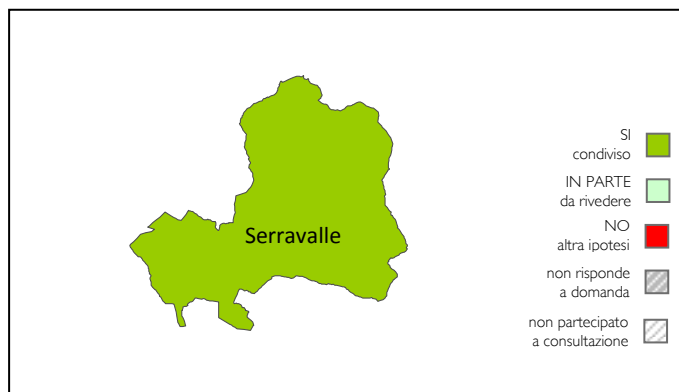 Serravalle
SI
condiviso
IN PARTE
da rivedere
NO
altra ipotesi
non risponde
a domanda
non partecipato
a consultazione